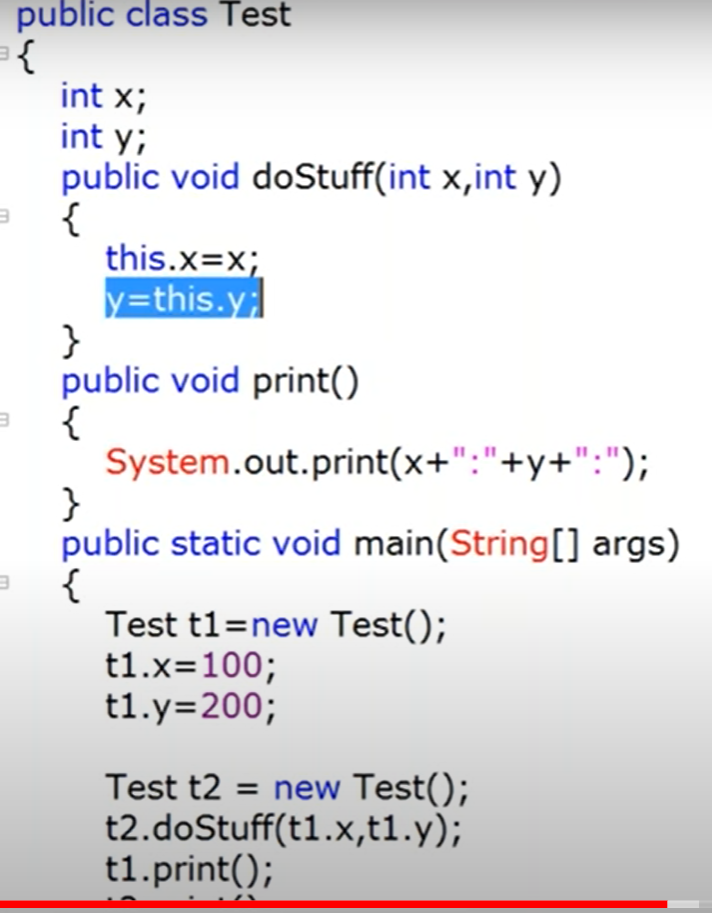 public class Test
{
int x;
int y;
public void doStuff(int x,int y)
{
this.x=x;
y=this.y;
}
public void print()
{
System.out.print(x+":"+y+":");
}
public static void main(String[] args)
{
Test t1=new Test();
t1.x=100;
t1.y=200;
Test t2 = new Test();
t2.doStuff(t1.x,t1.y);
t1.print();